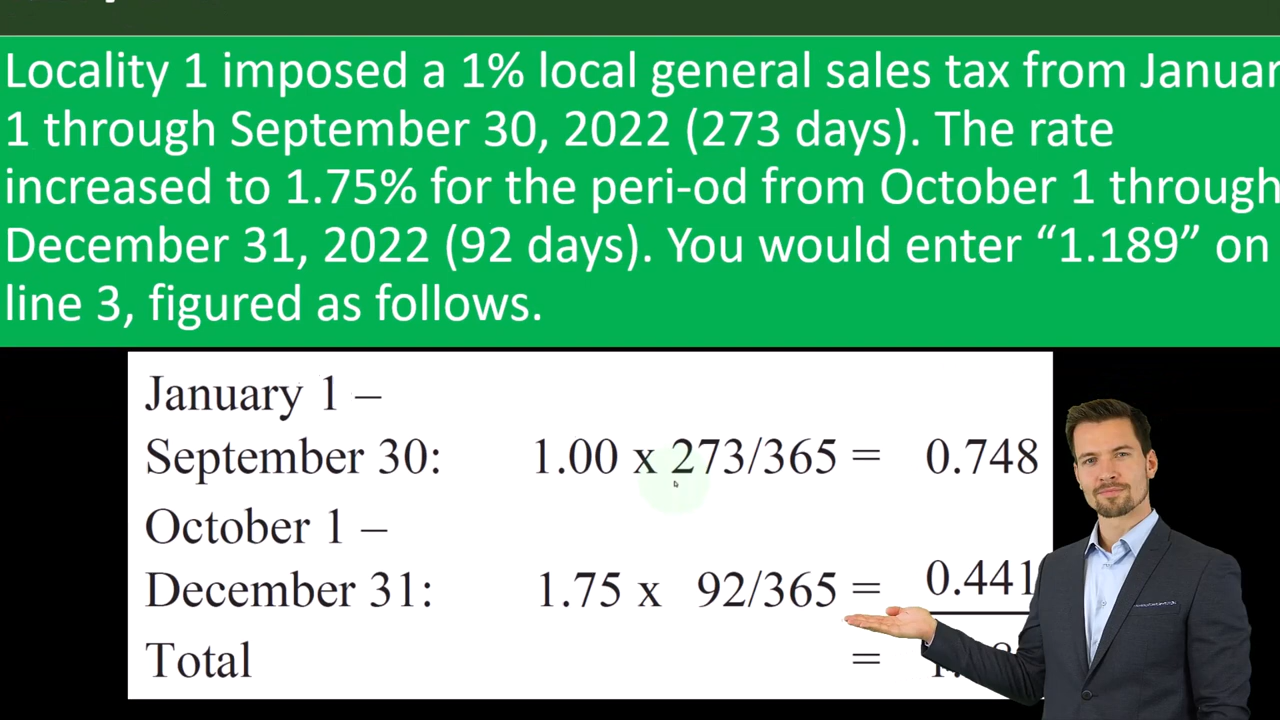 Locality 1 imposed a 1% local general sales tax from Januar
1 through September 30, 2022 (273 days). The rate
increased to 1.75% for the peri-od from October 1 through
December 31, 2022 (92 days). You would enter “1.189” on
line 3, figured as follows.
January 1 –
September 30: 1.00 x 273/365 = 0.748
October 1 –
December 31: 1.75 x 92/365 = 0.441
Total =